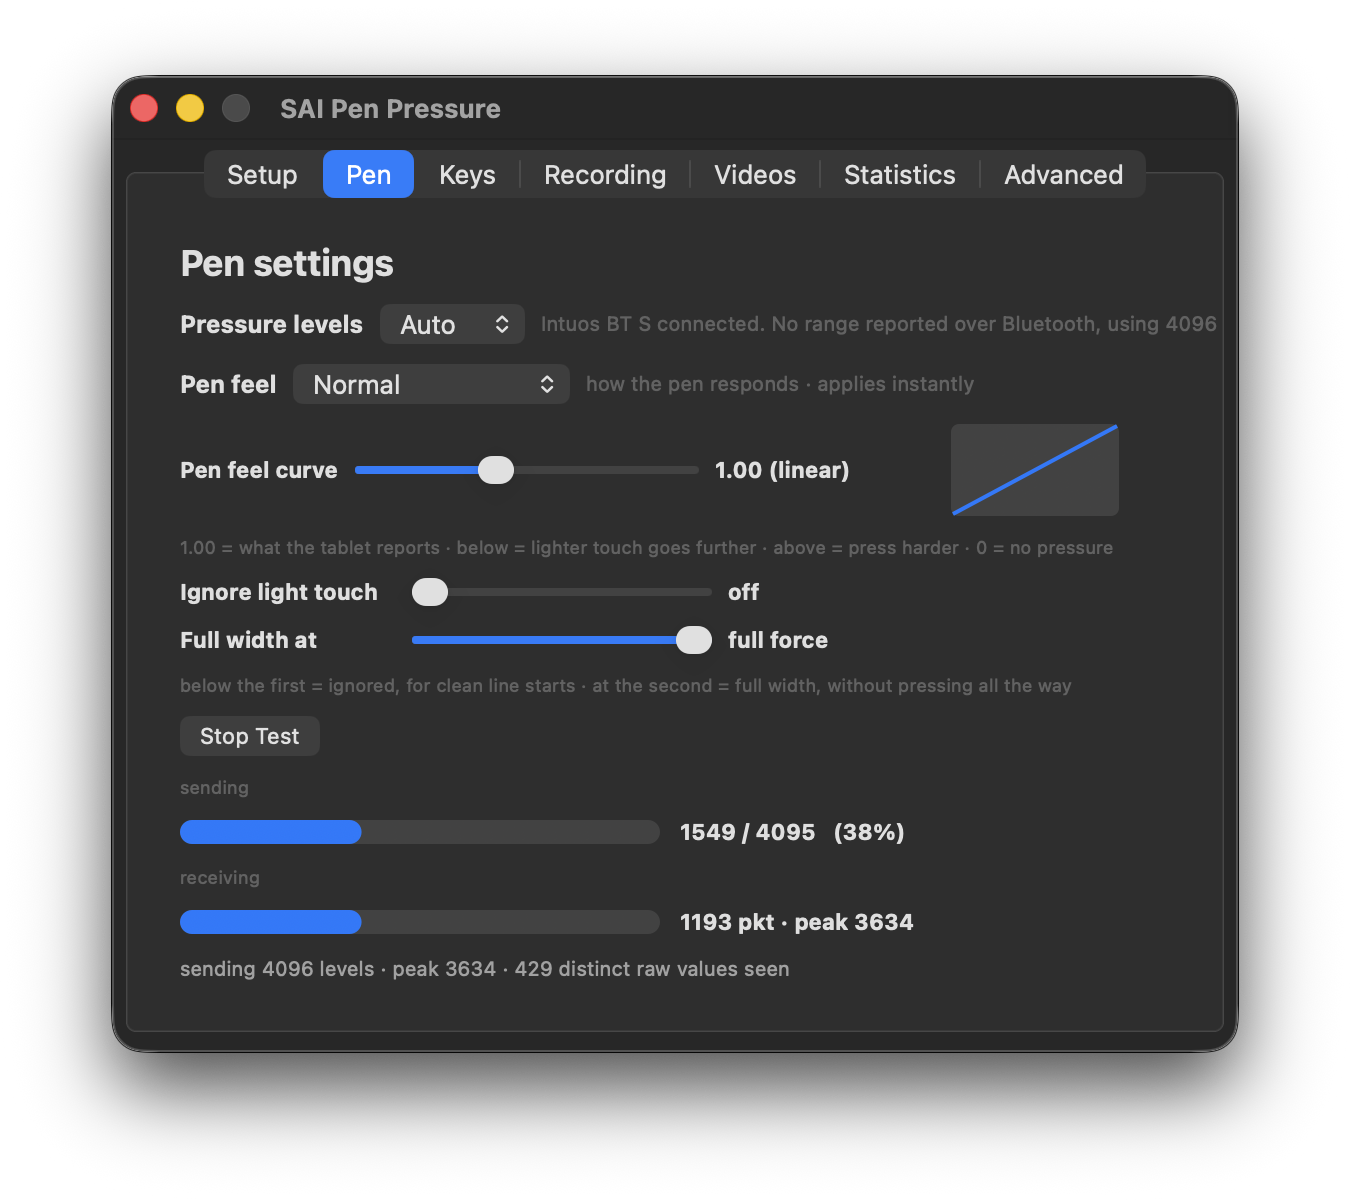 SAI Pen Pressure
Setup Pen Keys Recording Videos Statistics Advanced
Pen settings
Pressure levels Auto Intuos BT S connected. No range reported over Bluetooth, using 4096
Pen feel Normal how the pen responds · applies instantly
Pen feel curve 1.00 (linear)
1.00 = what the tablet reports · below = lighter touch goes further · above = press harder · 0 = no pressure
Ignore light touch off
Full width at full force
below the first = ignored, for clean line starts · at the second = full width, without pressing all the way
Stop Test
sending
1549 / 4095 (38%)
receiving
1193 pkt · peak 3634
sending 4096 levels · peak 3634 · 429 distinct raw values seen